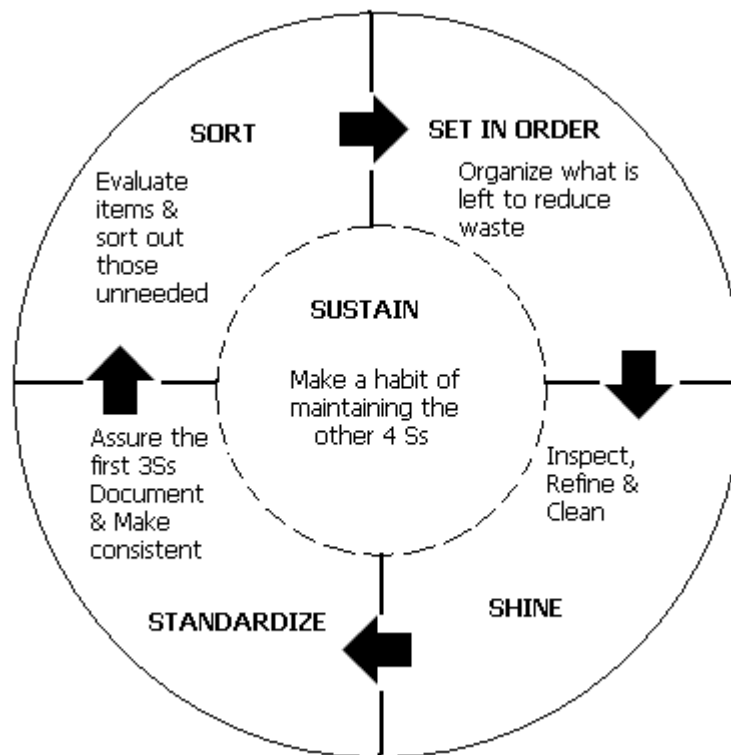 SORT
Evaluate
items &
sort out
those
unneeded
SET IN ORDER
Organize what is
left to reduce
waste
SUSTAIN
Make a habit of
maintaining the
other 4 Ss
Inspect,
Refine &
Clean
SHINE
Assure the
first 3Ss
Document
& Make
consistent
STANDARDIZE